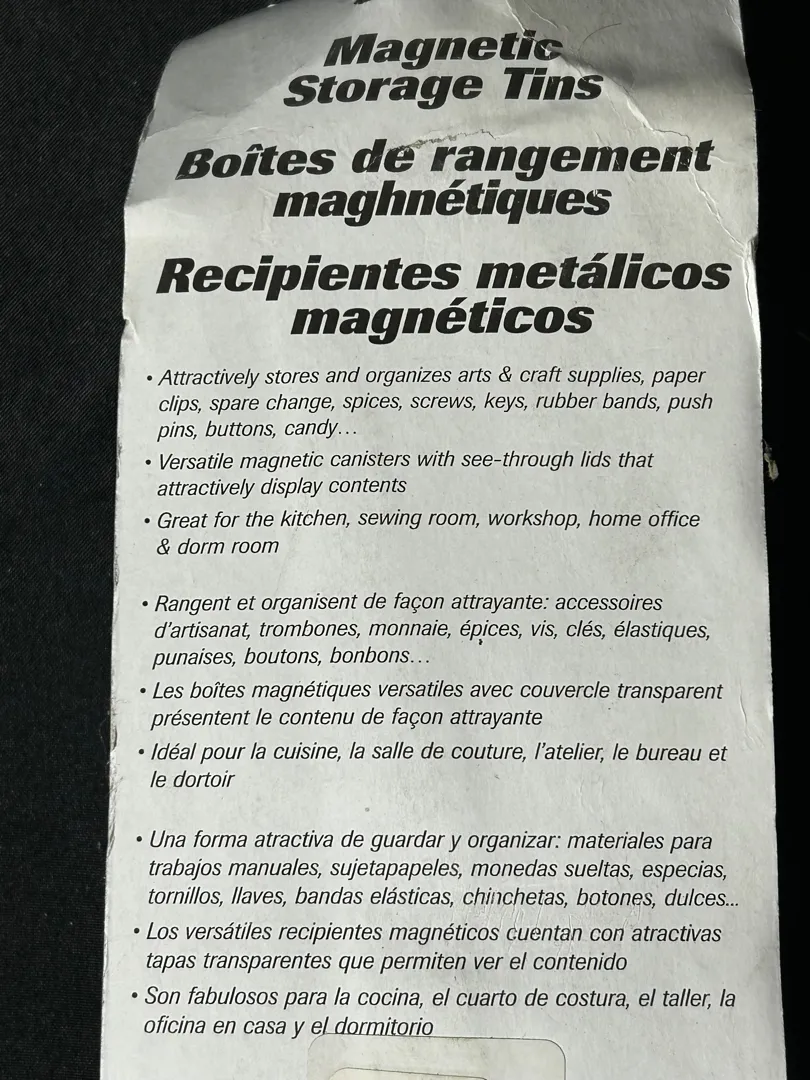 Magnetic
Storage Tins
Boîtes de rangement
maghnétiques
Recipientes metálicos
magnéticos
• Attractively stores and organizes arts & craft supplies, paper
clips, spare change, spices, screws, keys, rubber bands, push
pins, buttons, candy…
• Versatile magnetic canisters with see-through lids that
attractively display contents
• Great for the kitchen, sewing room, workshop, home office
& dorm room
• Rangent et organisent de façon attrayante: accessoires
d’artisanat, trombones, monnaie, épices, vis, clés, élastiques,
punaises, boutons, bonbons…
• Les boîtes magnétiques versatiles avec couvercle transparent
présentent le contenu de façon attrayante
• Idéal pour la cuisine, la salle de couture, l’atelier, le bureau et
le dortoir
• Una forma atractiva de guardar y organizar: materiales para
trabajos manuales, sujetapapeles, monedas sueltas, especias,
tornillos, llaves, bandas elásticas, chinchetas, botones, dulces...
• Los versátiles recipientes magnéticos cuentan con atractivas
tapas transparentes que permiten ver el contenido
• Son fabulosos para la cocina, el cuarto de costura, el taller, la
oficina en casa y el dormitorio